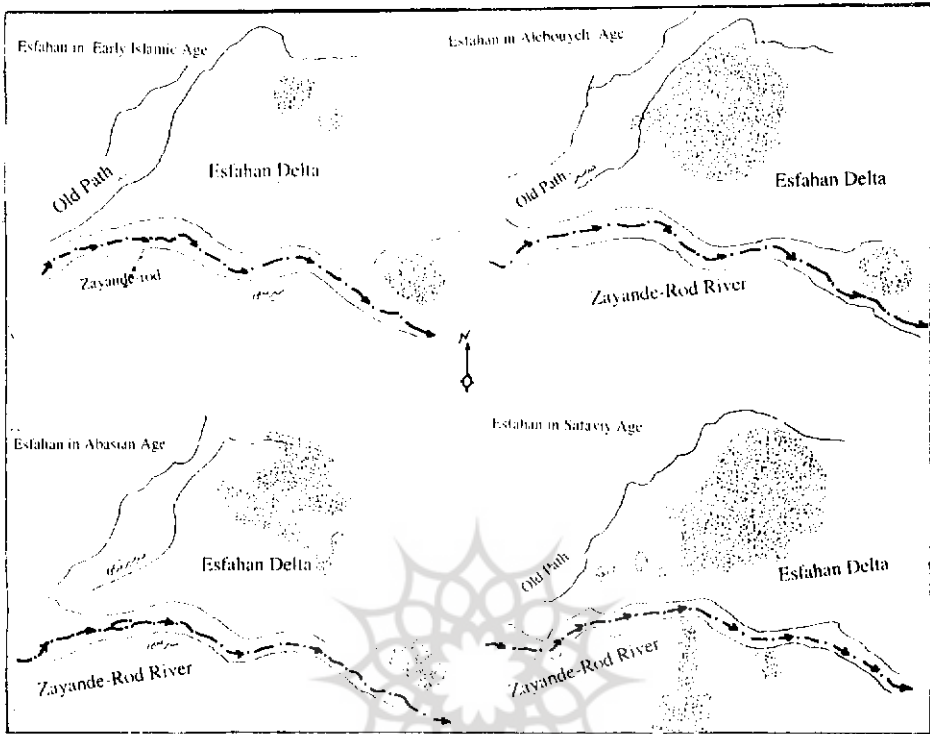 Esfahan in Early Islamic Age
Old Path
Esfahan Delta
Zayande-rod
Esfahan in Alebouyeh Age
Old Path
Esfahan Delta
Zayande-Rod River
N
Esfahan in Abasian Age
Esfahan Delta
Zayande-Rod River
Esfahan in Safaviy Age
Old Path
Esfahan Delta
Zayande-Rod River